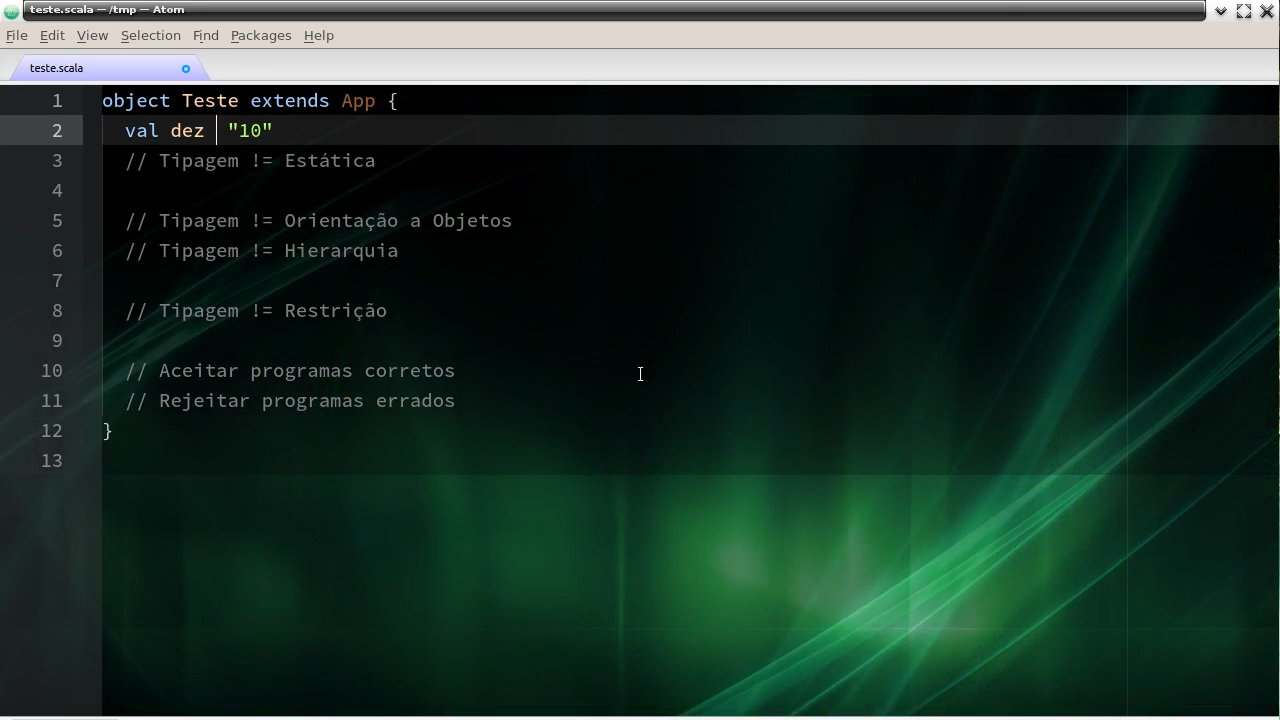 teste.scala — /tmp — Atom
File Edit View Selection Find Packages Help
teste.scala
1 object Teste extends App {
2 val dez "10"
3 // Tipagem != Estática
4
5 // Tipagem != Orientação a Objetos
6 // Tipagem != Hierarquia
7
8 // Tipagem != Restrição
9
10 // Aceitar programas corretos
11 // Rejeitar programas errados
12 }
13